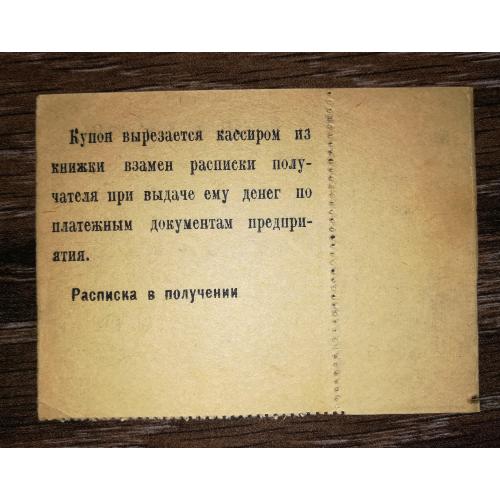 Купон вырезается кассиром из
книжки взамен расписки полу-
чателя при выдаче ему денег по
платежным документам предпри-
ятия.
Расписка в получении